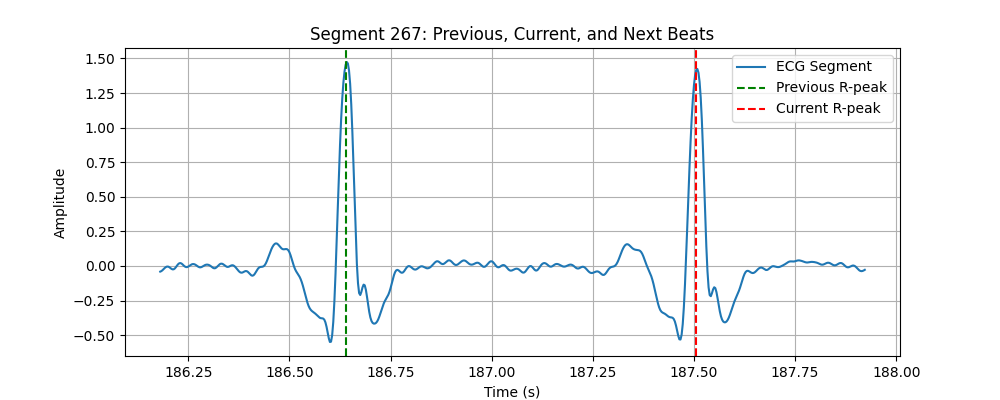 Segment 267: Previous, Current, and Next Beats
ECG Segment
Previous R-peak
Current R-peak
Amplitude
1.50
1.25
1.00
0.75
0.50
0.25
0.00
−0.25
−0.50
186.25 186.50 186.75 187.00 187.25 187.50 187.75 188.00
Time (s)